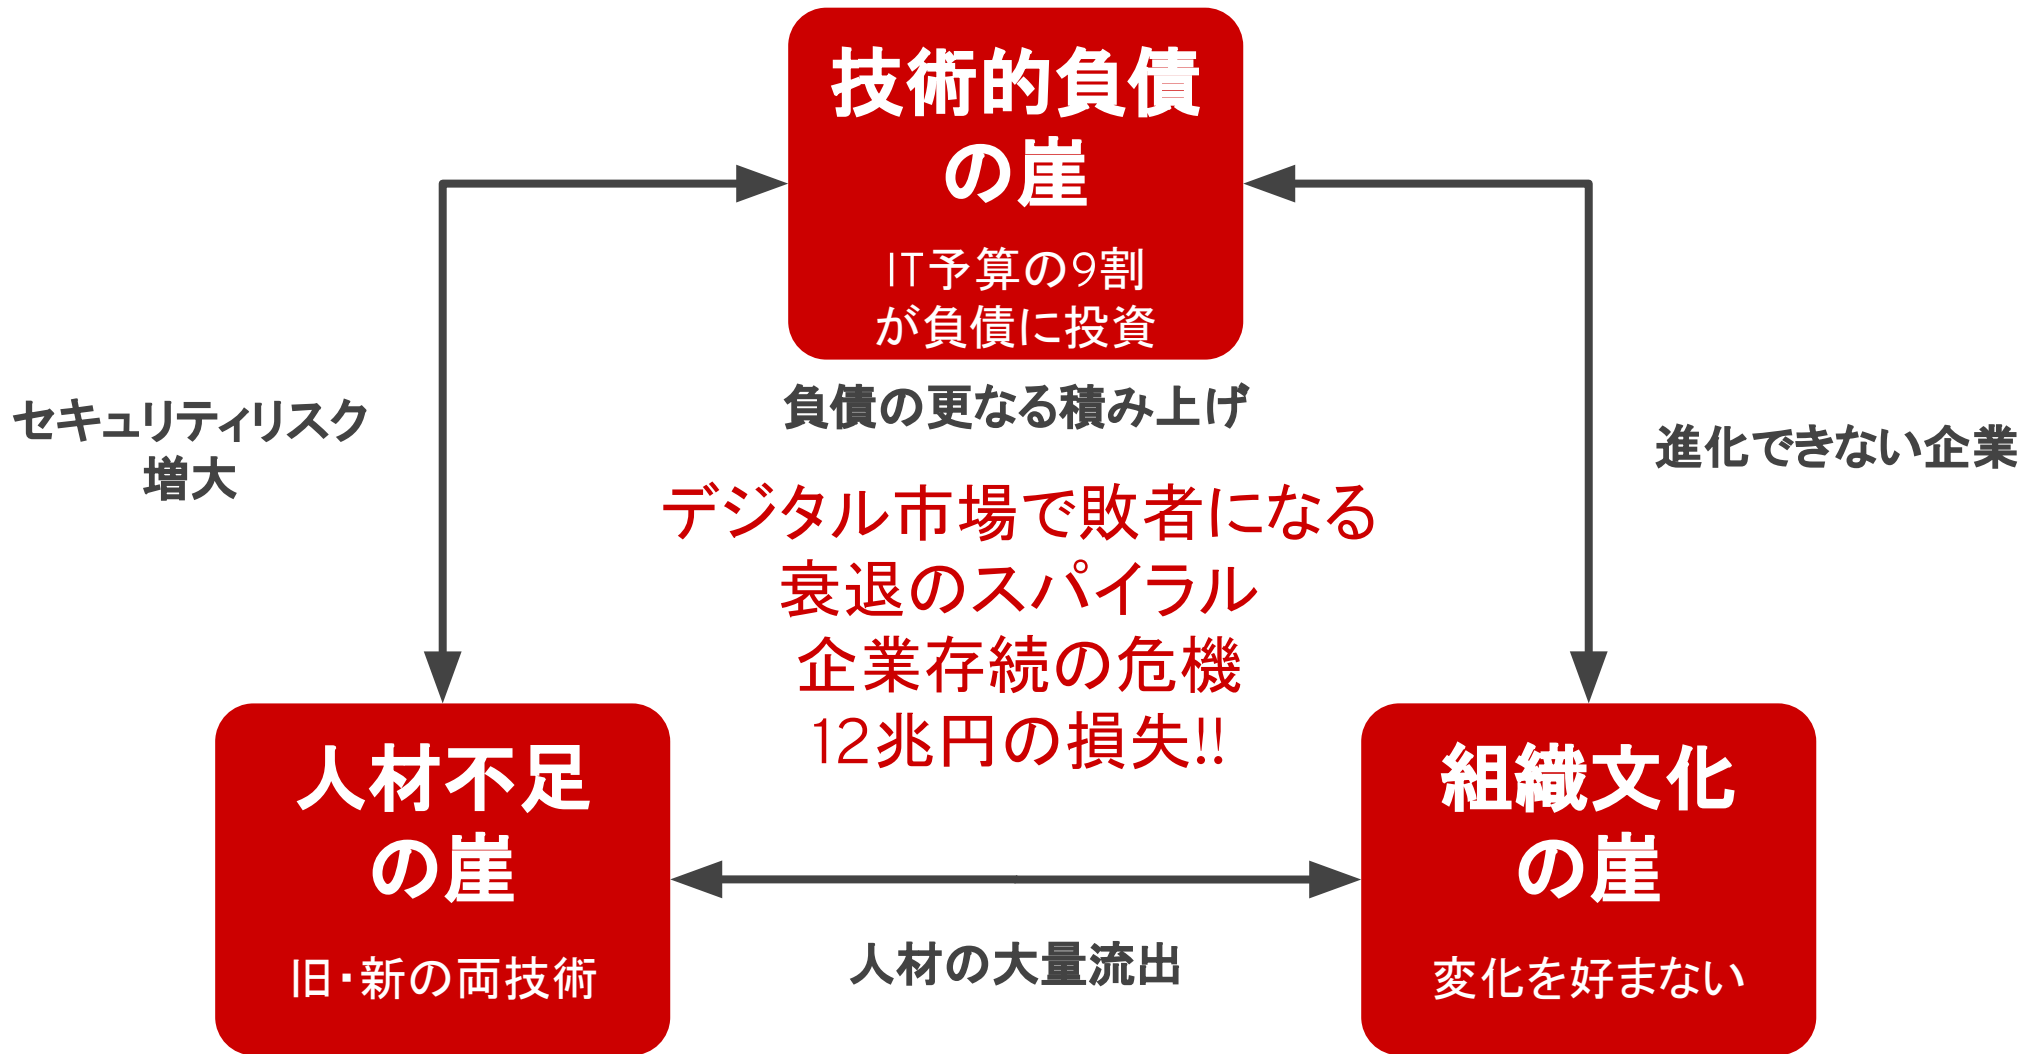 技術的負債
の崖
IT予算の9割
が負債に投資
負債の更なる積み上げ
セキュリティリスク
増大
進化できない企業
デジタル市場で敗者になる
衰退のスパイラル
企業存続の危機
12兆円の損失!!
人材不足
の崖
旧・新の両技術
人材の大量流出
組織文化
の崖
変化を好まない